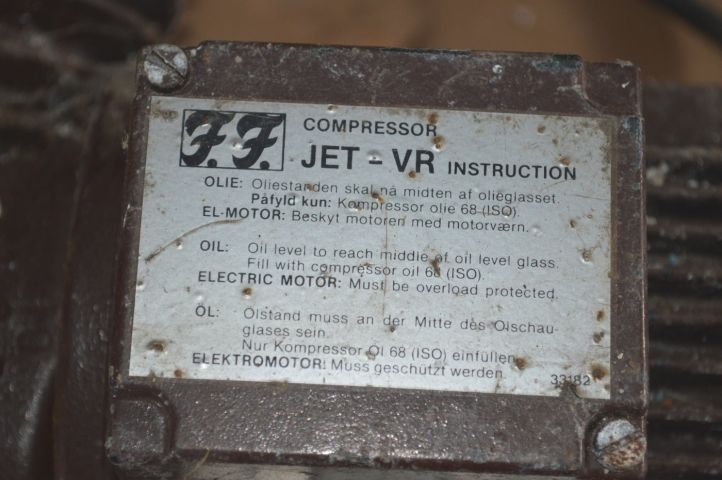 F.F. COMPRESSOR
JET - VR INSTRUCTION
OLIE: Oliestanden skal nå midten af olieglasset.
Påfyld kun: Kompressor olie 68 (ISO).
EL-MOTOR: Beskyt motoren med motorværn.
OIL: Oil level to reach middle of oil level glass.
Fill with compressor oil 68 (ISO).
ELECTRIC MOTOR: Must be overload protected.
ÖL: Ölstand muss an der Mitte des Ölschau-
glases sein.
Nur Kompressor Öl 68 (ISO) einfüllen.
ELEKTROMOTOR: Muss geschützt werden.
33182